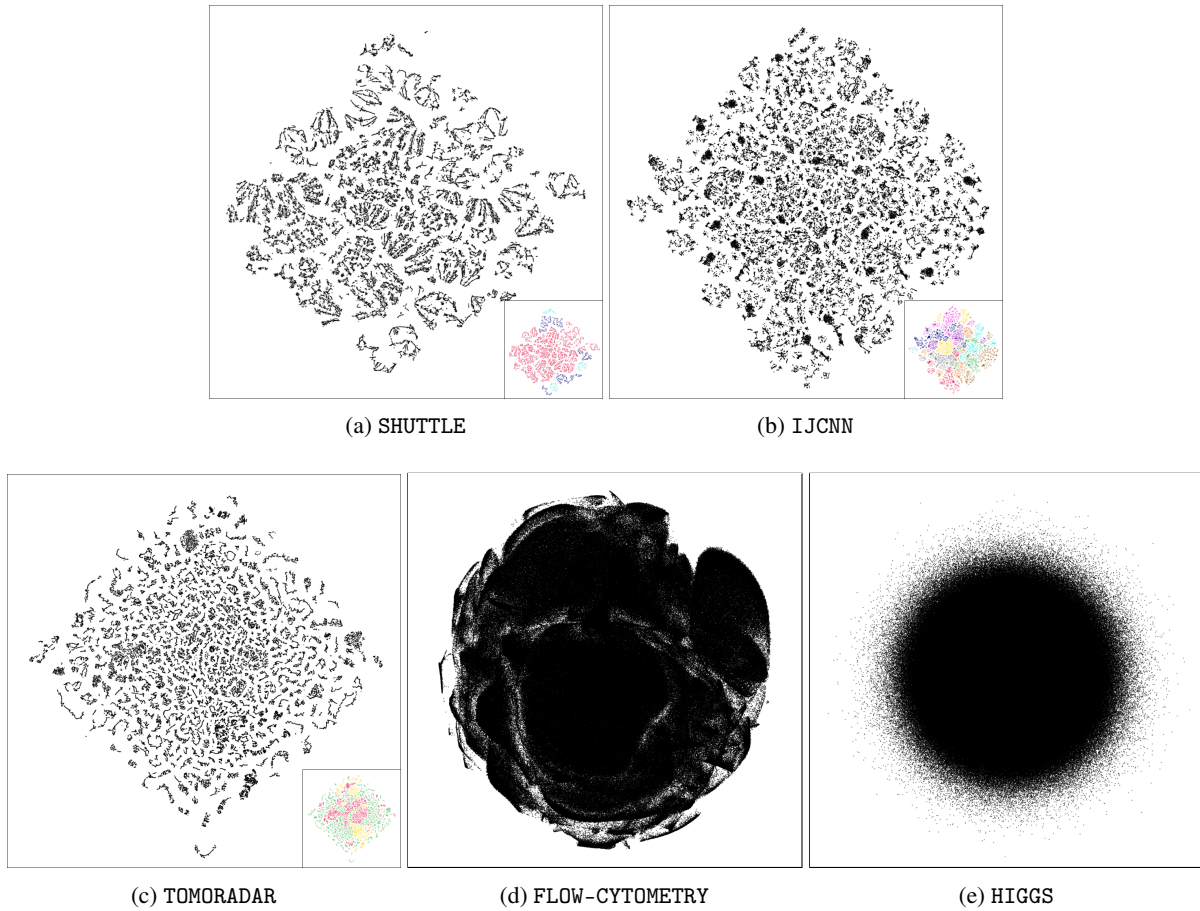 (a) SHUTTLE
(b) IJCNN
(c) TOMORADAR
(d) FLOW-CYTOMETRY
(e) HIGGS